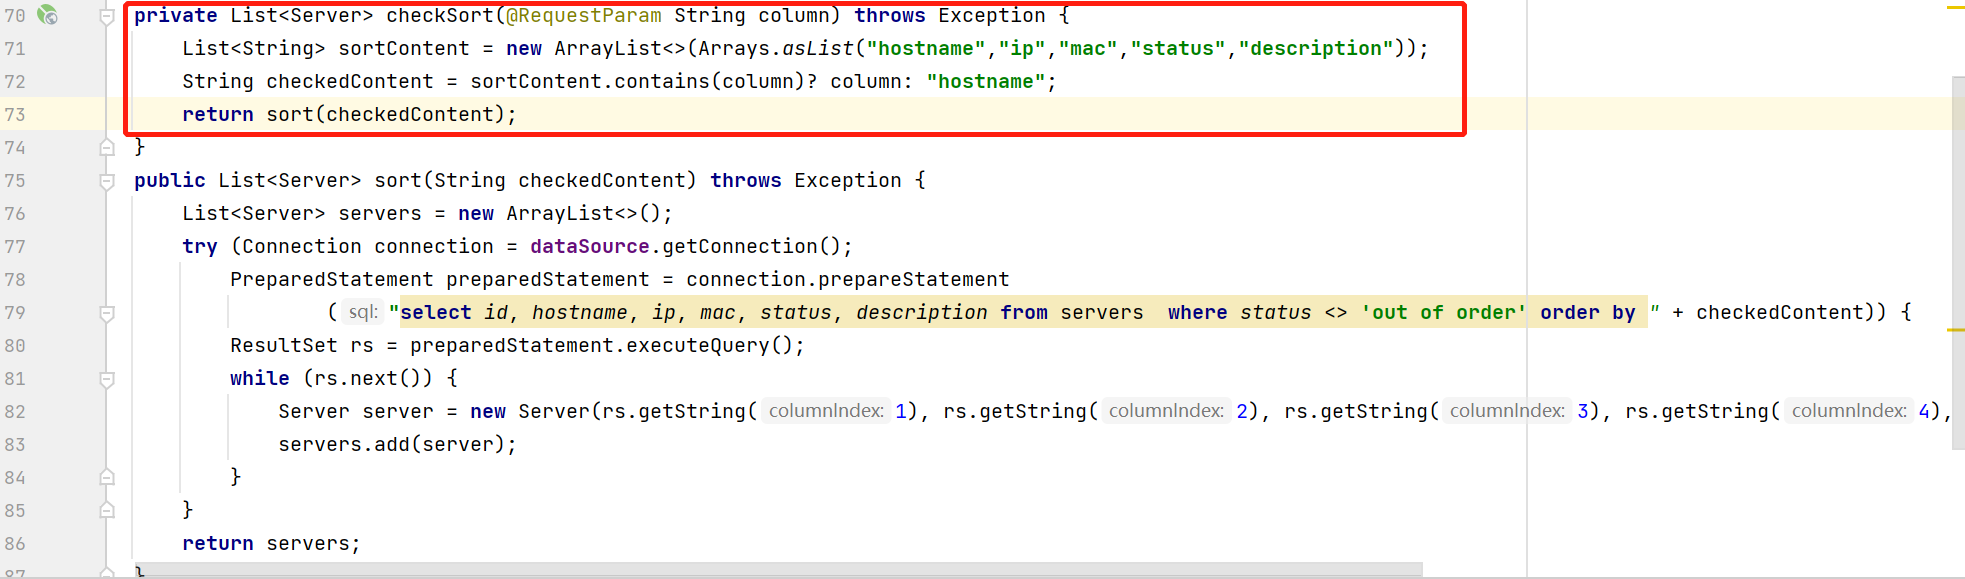 70 private List<Server> checkSort(@RequestParam String column) throws Exception {
71 List<String> sortContent = new ArrayList<>(Arrays.asList("hostname","ip","mac","status","description"));
72 String checkedContent = sortContent.contains(column)? column: "hostname";
73 return sort(checkedContent);
74 }
75 public List<Server> sort(String checkedContent) throws Exception {
76 List<Server> servers = new ArrayList<>();
77 try (Connection connection = dataSource.getConnection();
78 PreparedStatement preparedStatement = connection.prepareStatement
79 ( sql: "select id, hostname, ip, mac, status, description from servers  where status <> 'out of order' order by " + checkedContent)) {
80 ResultSet rs = preparedStatement.executeQuery();
81 while (rs.next()) {
82 Server server = new Server(rs.getString( columnIndex: 1), rs.getString( columnIndex: 2), rs.getString( columnIndex: 3), rs.getString( columnIndex: 4),
83 servers.add(server);
84 }
85 }
86 return servers;
87 }